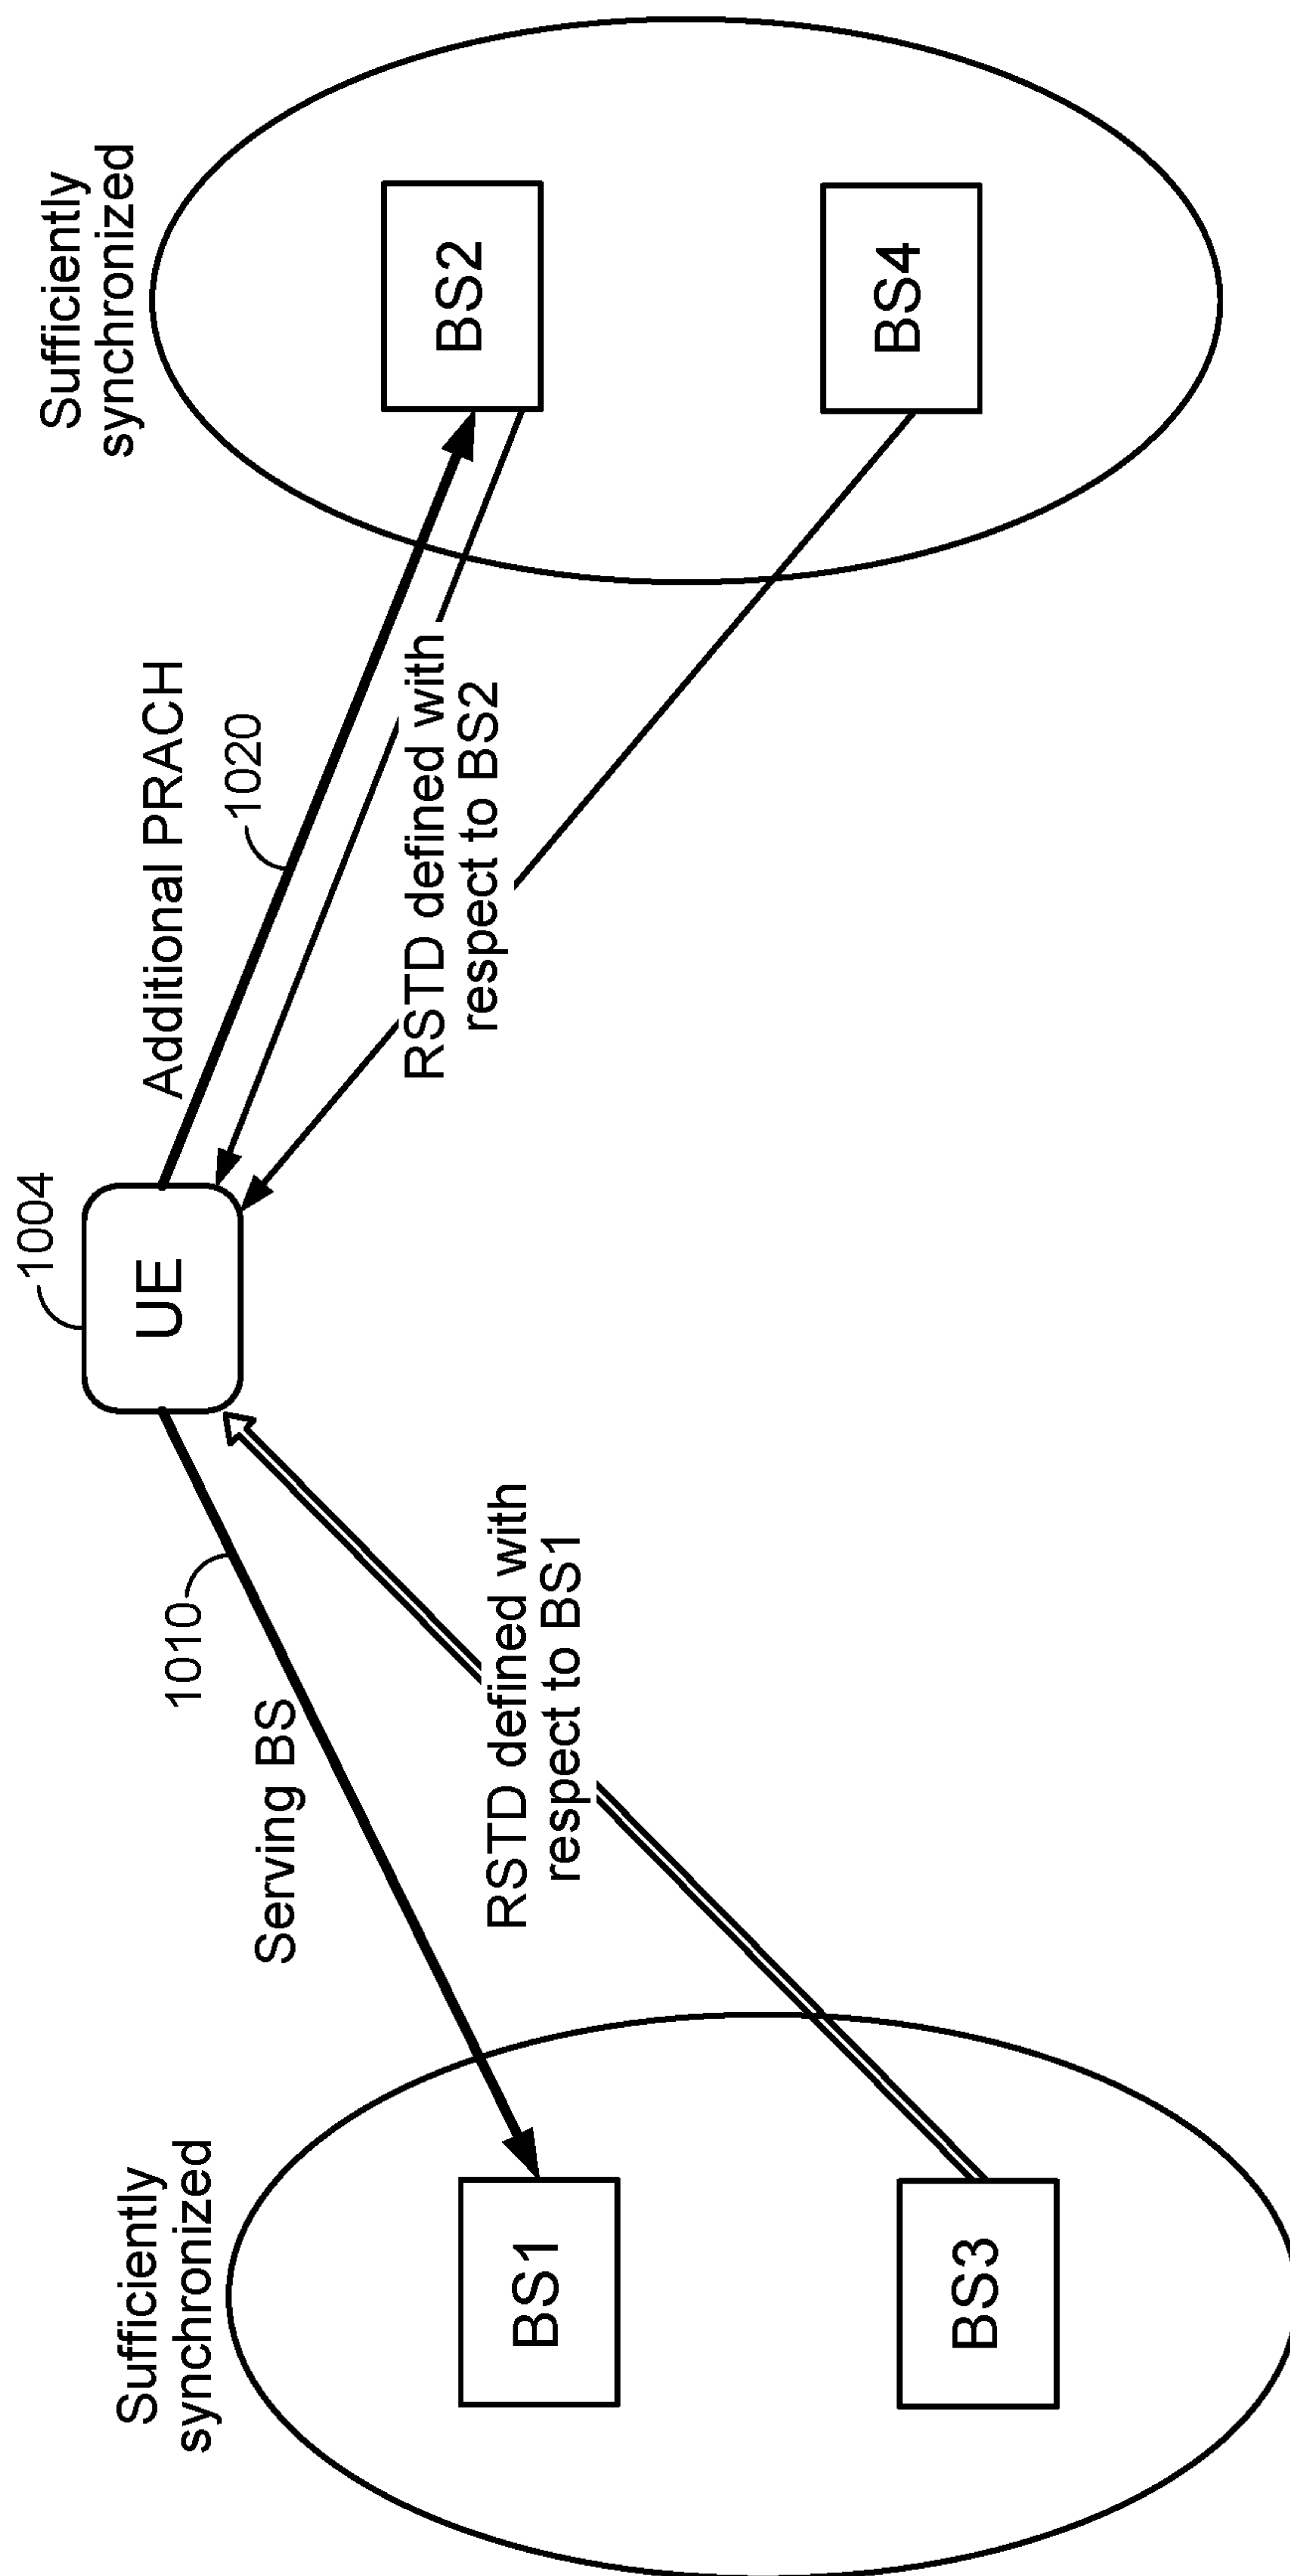 1004
UE
Sufficiently
synchronized
Additional PRACH
1020
BS2
RSTD defined with
respect to BS2
BS4
1010
Serving BS
RSTD defined with
respect to BS1
Sufficiently
synchronized
BS1
BS3